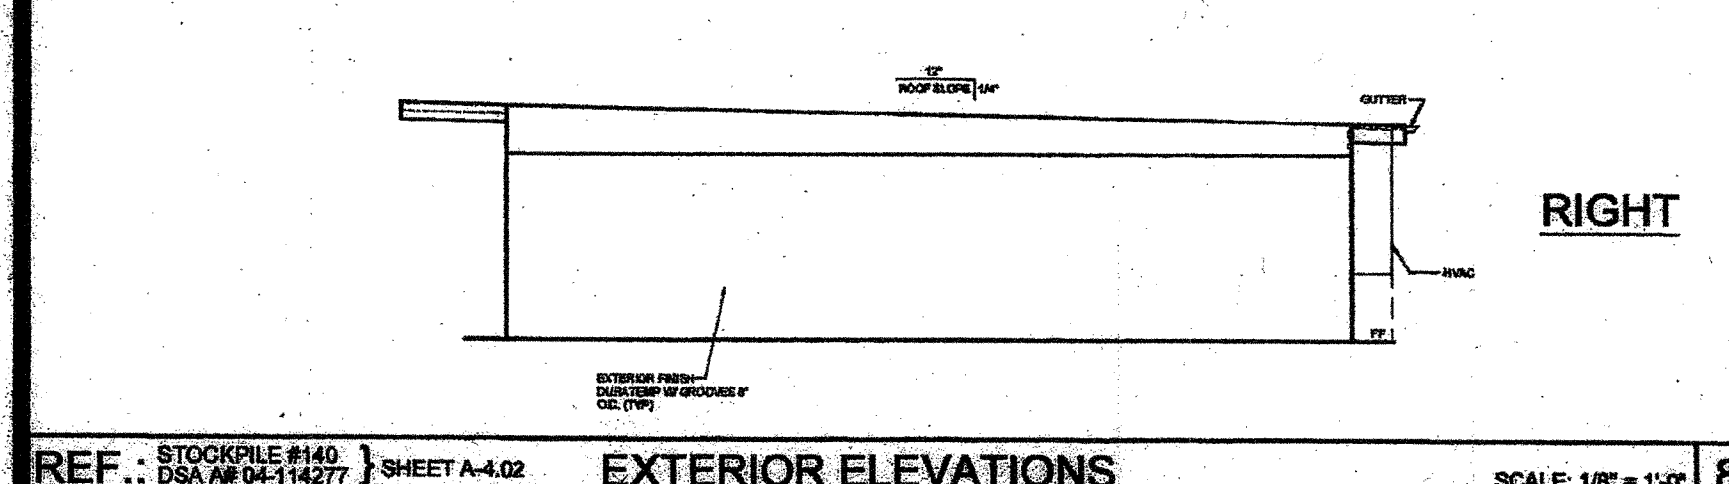 12"
ROOF SLOPE 1/4"
GUTTER
RIGHT
HVAC
FF
EXTERIOR FINISH
DURATEMP W/ GROOVES 8"
O.C. (TYP)
REF.: STOCKPILE #140
DSA A# 04-114277 } SHEET A-4.02
EXTERIOR ELEVATIONS
SCALE: 1/8" = 1'-0"
8